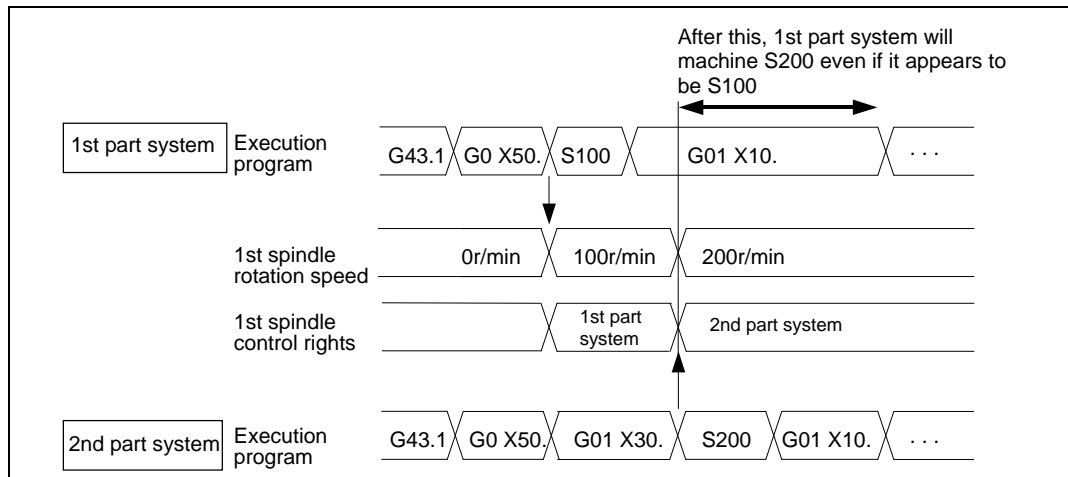 After this, 1st part system will
machine S200 even if it appears to
be S100
1st part system
Execution
program
G43.1
G0 X50.
S100
G01 X10.
. . .
1st spindle
rotation speed
0r/min
100r/min
200r/min
1st spindle
control rights
1st part
system
2nd part system
2nd part system
Execution
program
G43.1
G0 X50.
G01 X30.
S200
G01 X10.
. . .